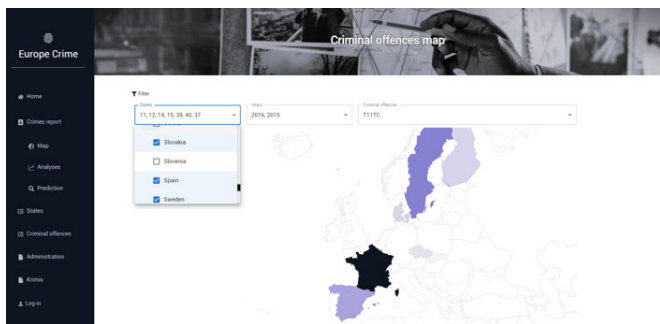 Europe Crime
Home
Crimes report
Map
Analyses
Prediction
States
Criminal offences
Administration
Krimis
Log in
Criminal offences map
Filter
States
11, 12, 14, 15, 39, 40, 37
Years
2016, 2015
Criminal offences
T11TC
Slovakia
Slovenia
Spain
Sweden